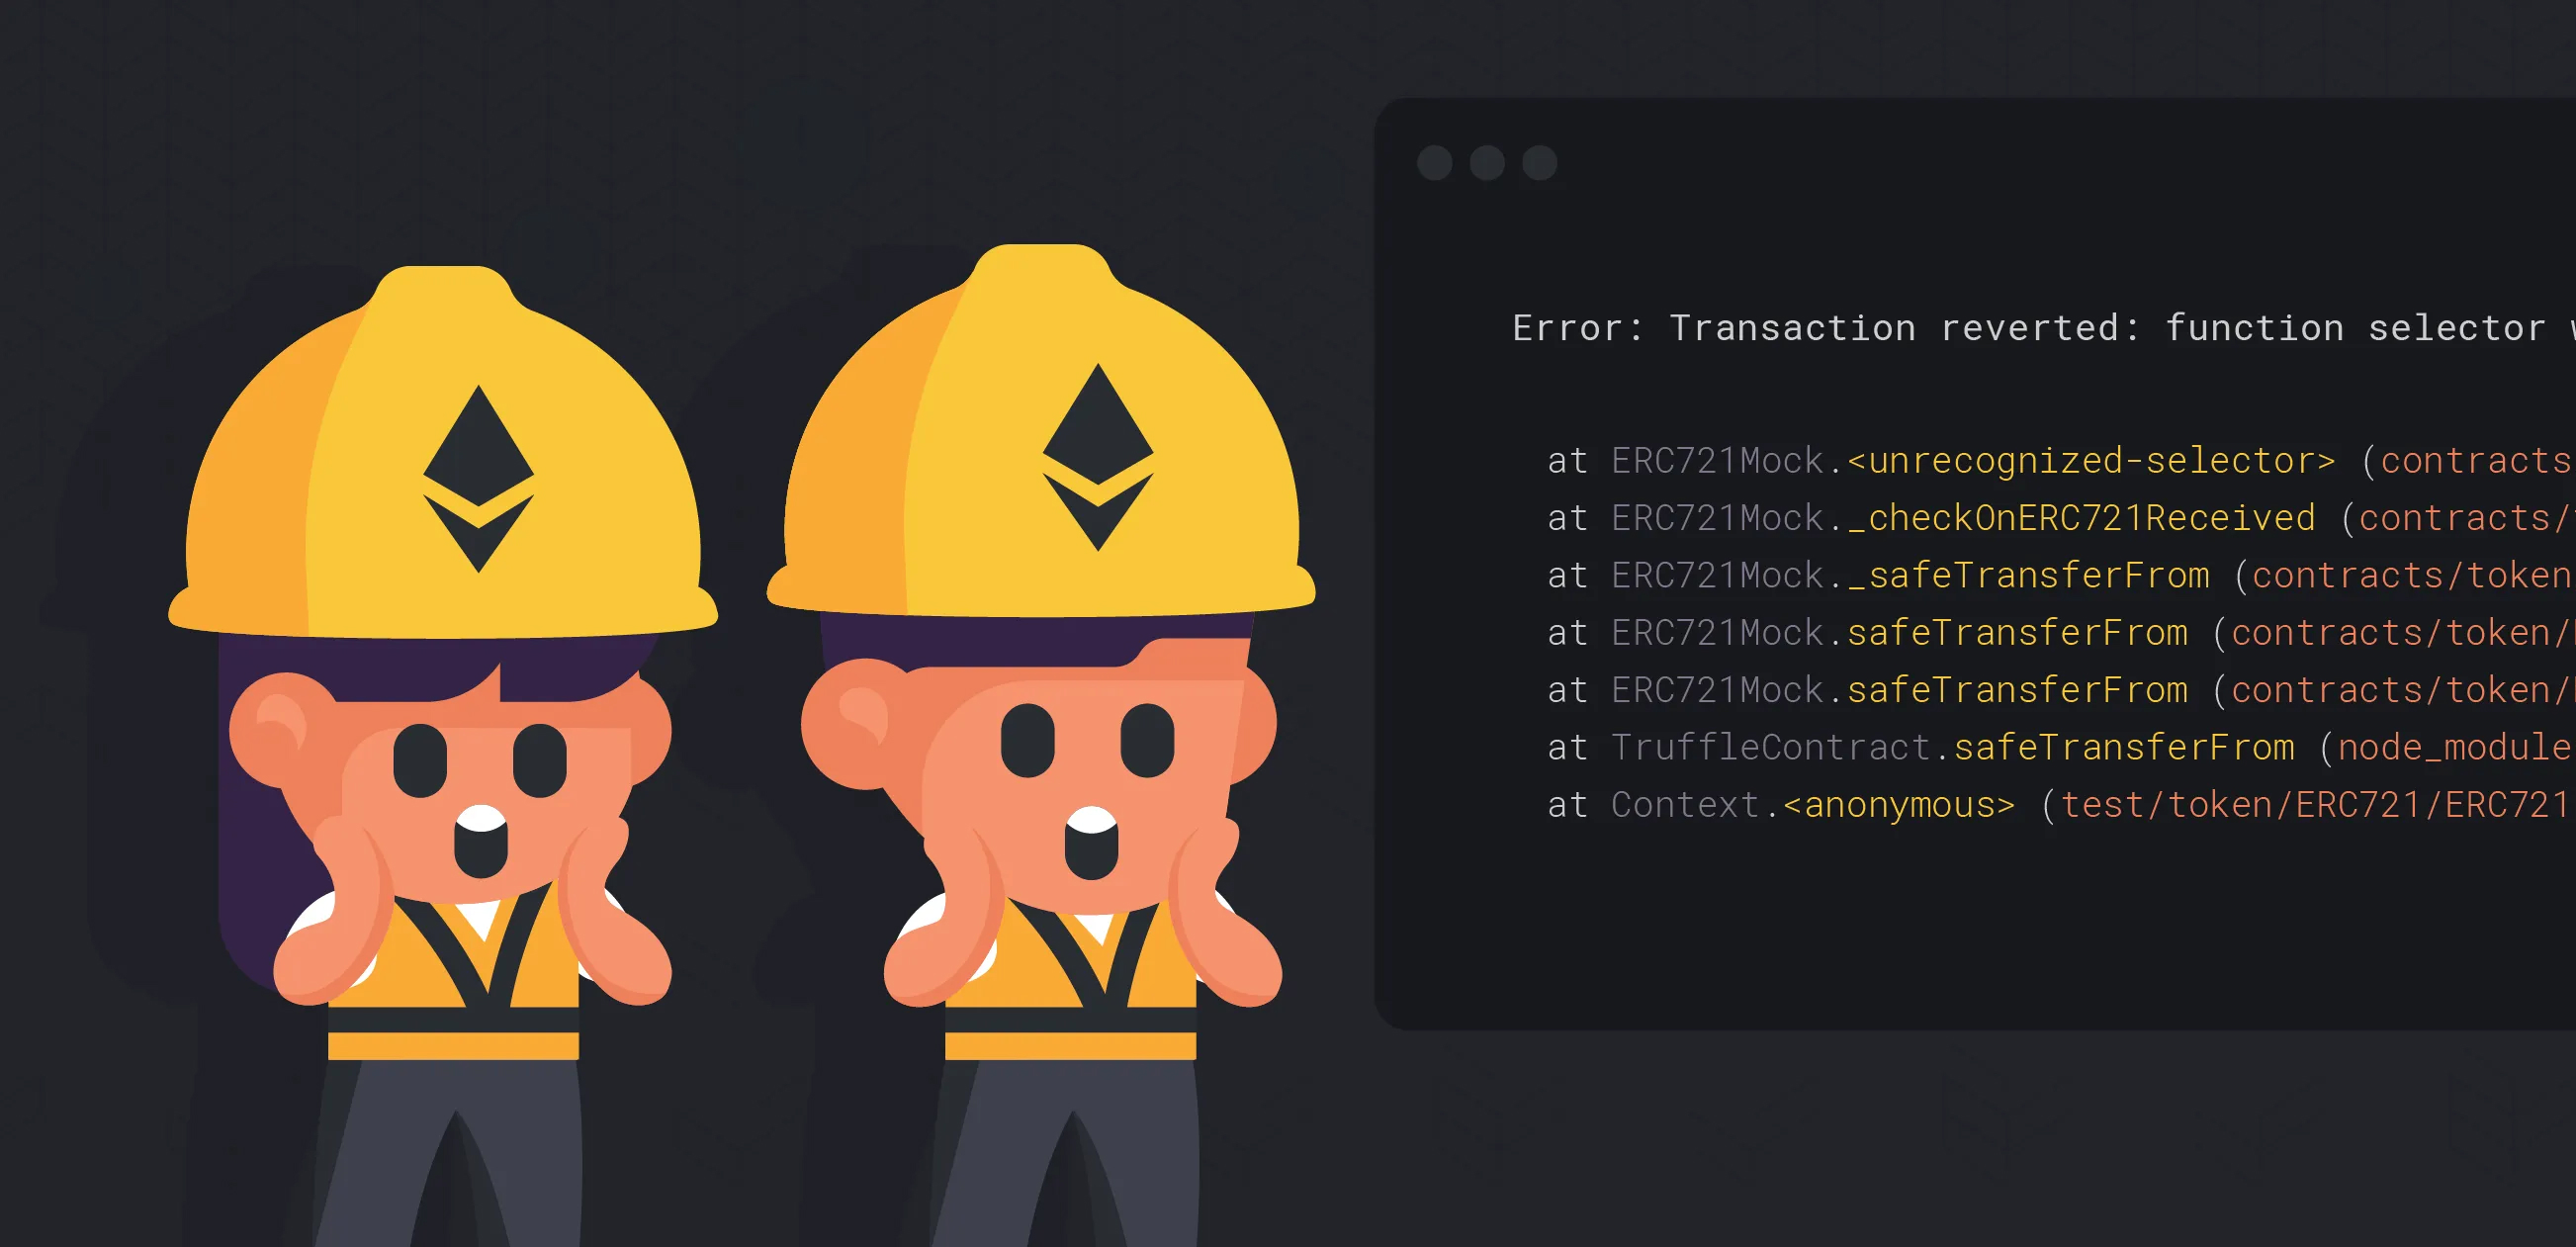 Error: Transaction reverted: function selector
at ERC721Mock.<unrecognized-selector> (contracts
at ERC721Mock._checkOnERC721Received (contracts/
at ERC721Mock._safeTransferFrom (contracts/token
at ERC721Mock.safeTransferFrom (contracts/token/
at ERC721Mock.safeTransferFrom (contracts/token/
at TruffleContract.safeTransferFrom (node_module
at Context.<anonymous> (test/token/ERC721/ERC721